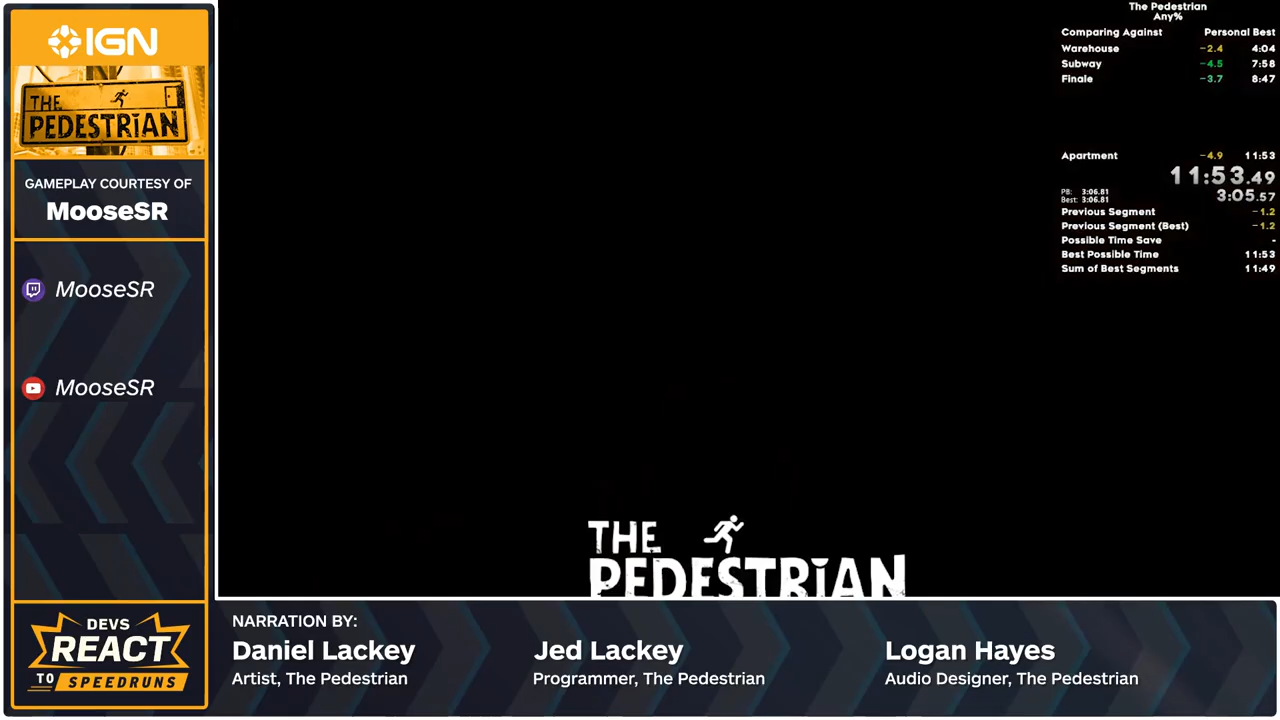 IGN
THE
PEDESTRIAN
GAMEPLAY COURTESY OF
MooseSR
MooseSR
MooseSR
DEVS
REACT
TO SPEEDRUNS
The Pedestrian
Any%
Comparing Against Personal Best
Warehouse -2.4 4:04
Subway -4.5 7:58
Finale -3.7 8:47
Apartment -4.9 11:53
11:53.49
PB: 3:06.81
Best: 3:06.81
3:05.57
Previous Segment -1.2
Previous Segment (Best) -1.2
Possible Time Save -
Best Possible Time 11:53
Sum of Best Segments 11:49
THE
PEDESTRIAN
NARRATION BY:
Daniel Lackey Jed Lackey Logan Hayes
Artist, The Pedestrian Programmer, The Pedestrian Audio Designer, The Pedestrian